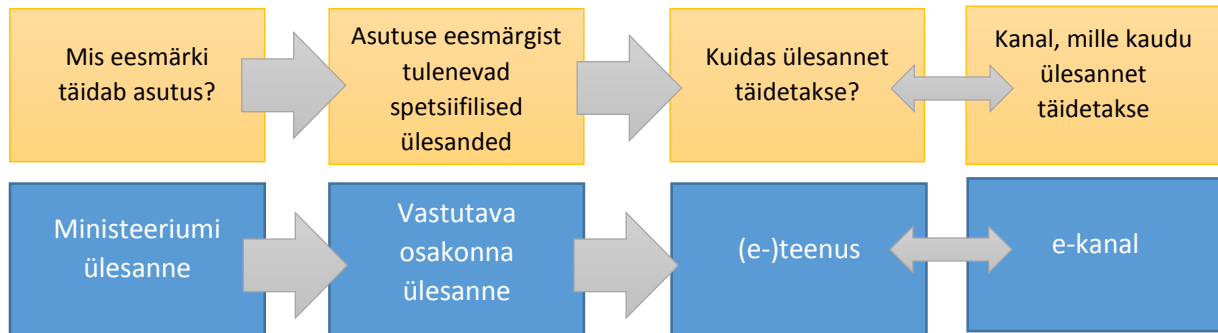 Mis eesmärki
täidab asutus?
Asutuse eesmärgist
tulenevad
spetsiifilised
ülesanded
Kuidas ülesannet
täidetakse?
Kanal, mille kaudu
ülesannet
täidetakse
Ministeeriumi
ülesanne
Vastutava
osakonna
ülesanne
(e-)teenus
e-kanal